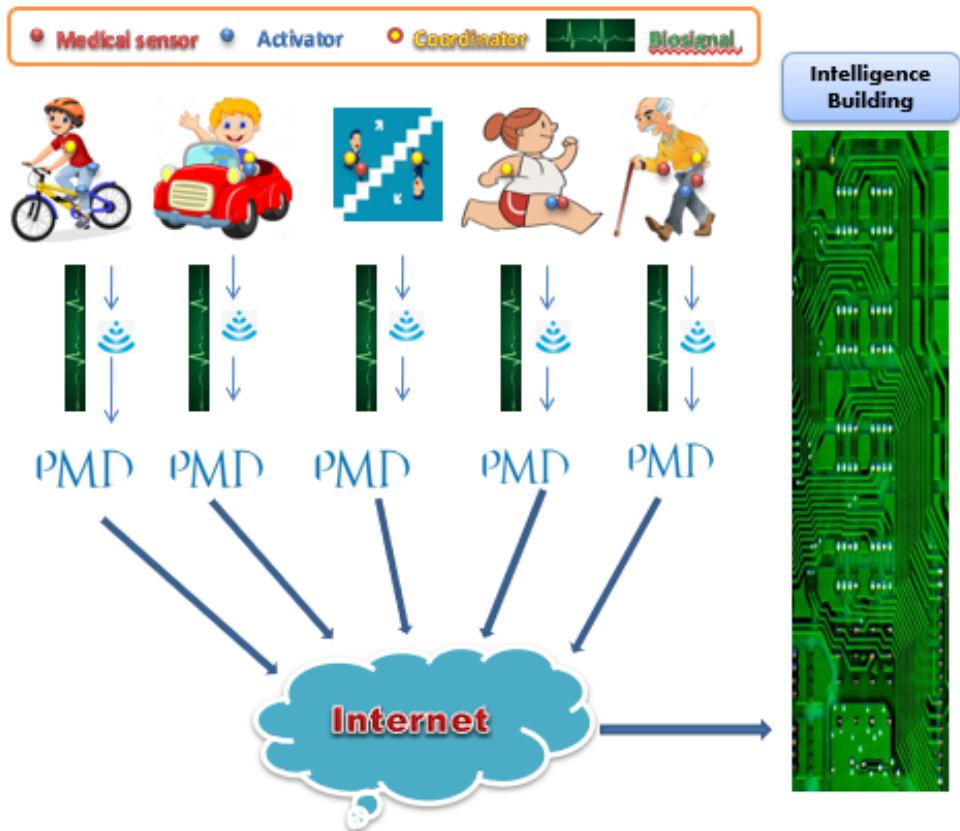 Medical sensor Activator Coordinator Biosignal
Intelligence
Building
PMD PMD PMD PMD PMD
Internet